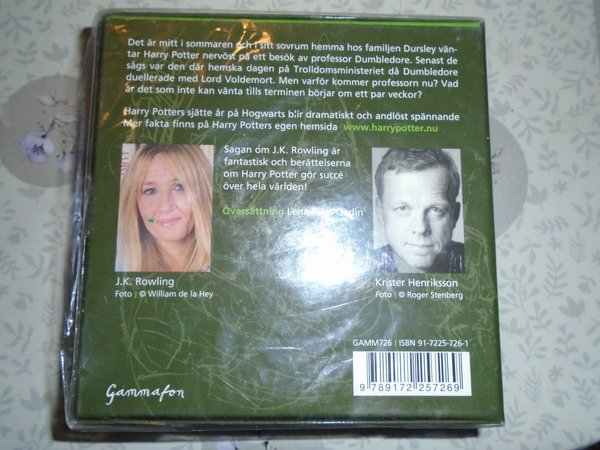 Det är mitt i sommaren och i sitt sovrum hemma hos familjen Dursley vän-
tar Harry Potter nervöst på ett besök av professor Dumbledore. Senast de
sågs var den där hemska dagen på Trolldomsministeriet då Dumbledore
duellerade med Lord Voldemort. Men varför kommer professorn nu? Vad
är det som inte kan vänta tills terminen börjar om ett par veckor?
Harry Potters sjätte år på Hogwarts blir dramatiskt och andlöst spännande
Mer fakta finns på Harry Potters egen hemsida www.harrypotter.nu
Sagan om J.K. Rowling är
fantastisk och berättelserna
om Harry Potter gör succé
över hela världen!
Översättning Lena
J.K. Rowling
Foto | © William de la Hey
Krister Henriksson
Foto | © Roger Stenberg
GAMM726 | ISBN 91-7225-726-1
9 789172 257269
Gammafon